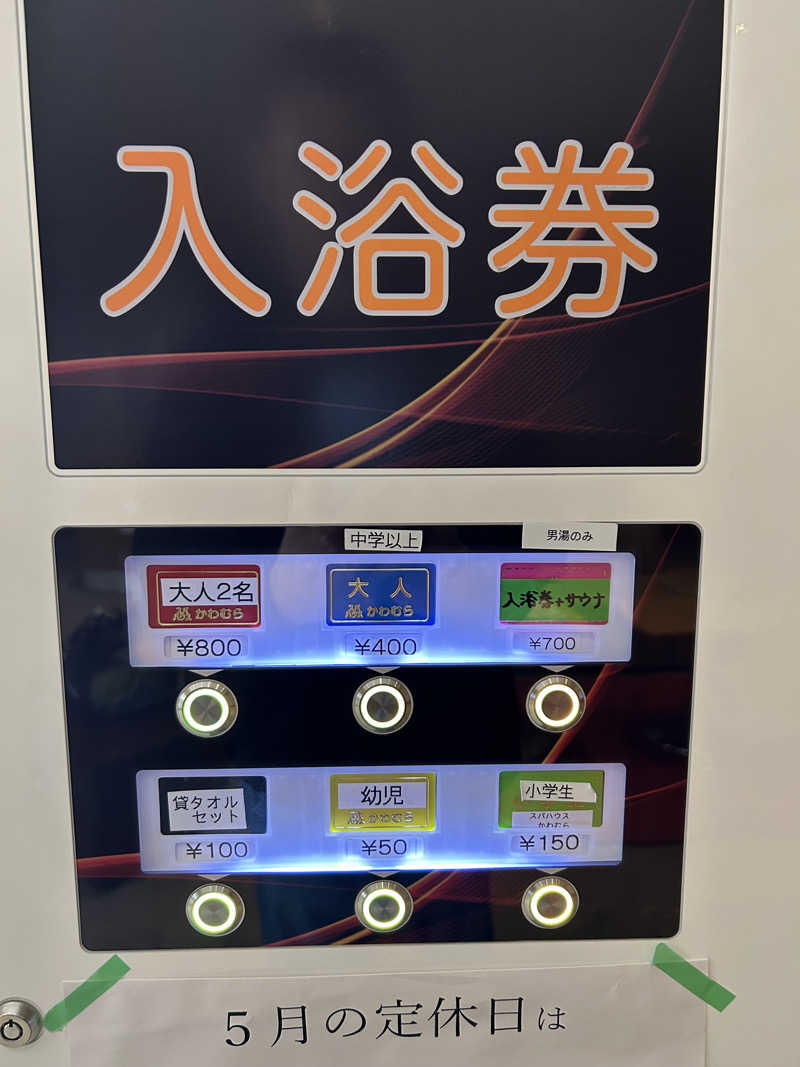 入浴券
中学以上
男湯のみ
大人2名
かわむら
大人
かわむら
入浴券+サウナ
¥800
¥400
¥700
貸タオル
セット
幼児
かわむら
小学生
スパハウス
かわむら
¥100
¥50
¥150
5月の定休日は